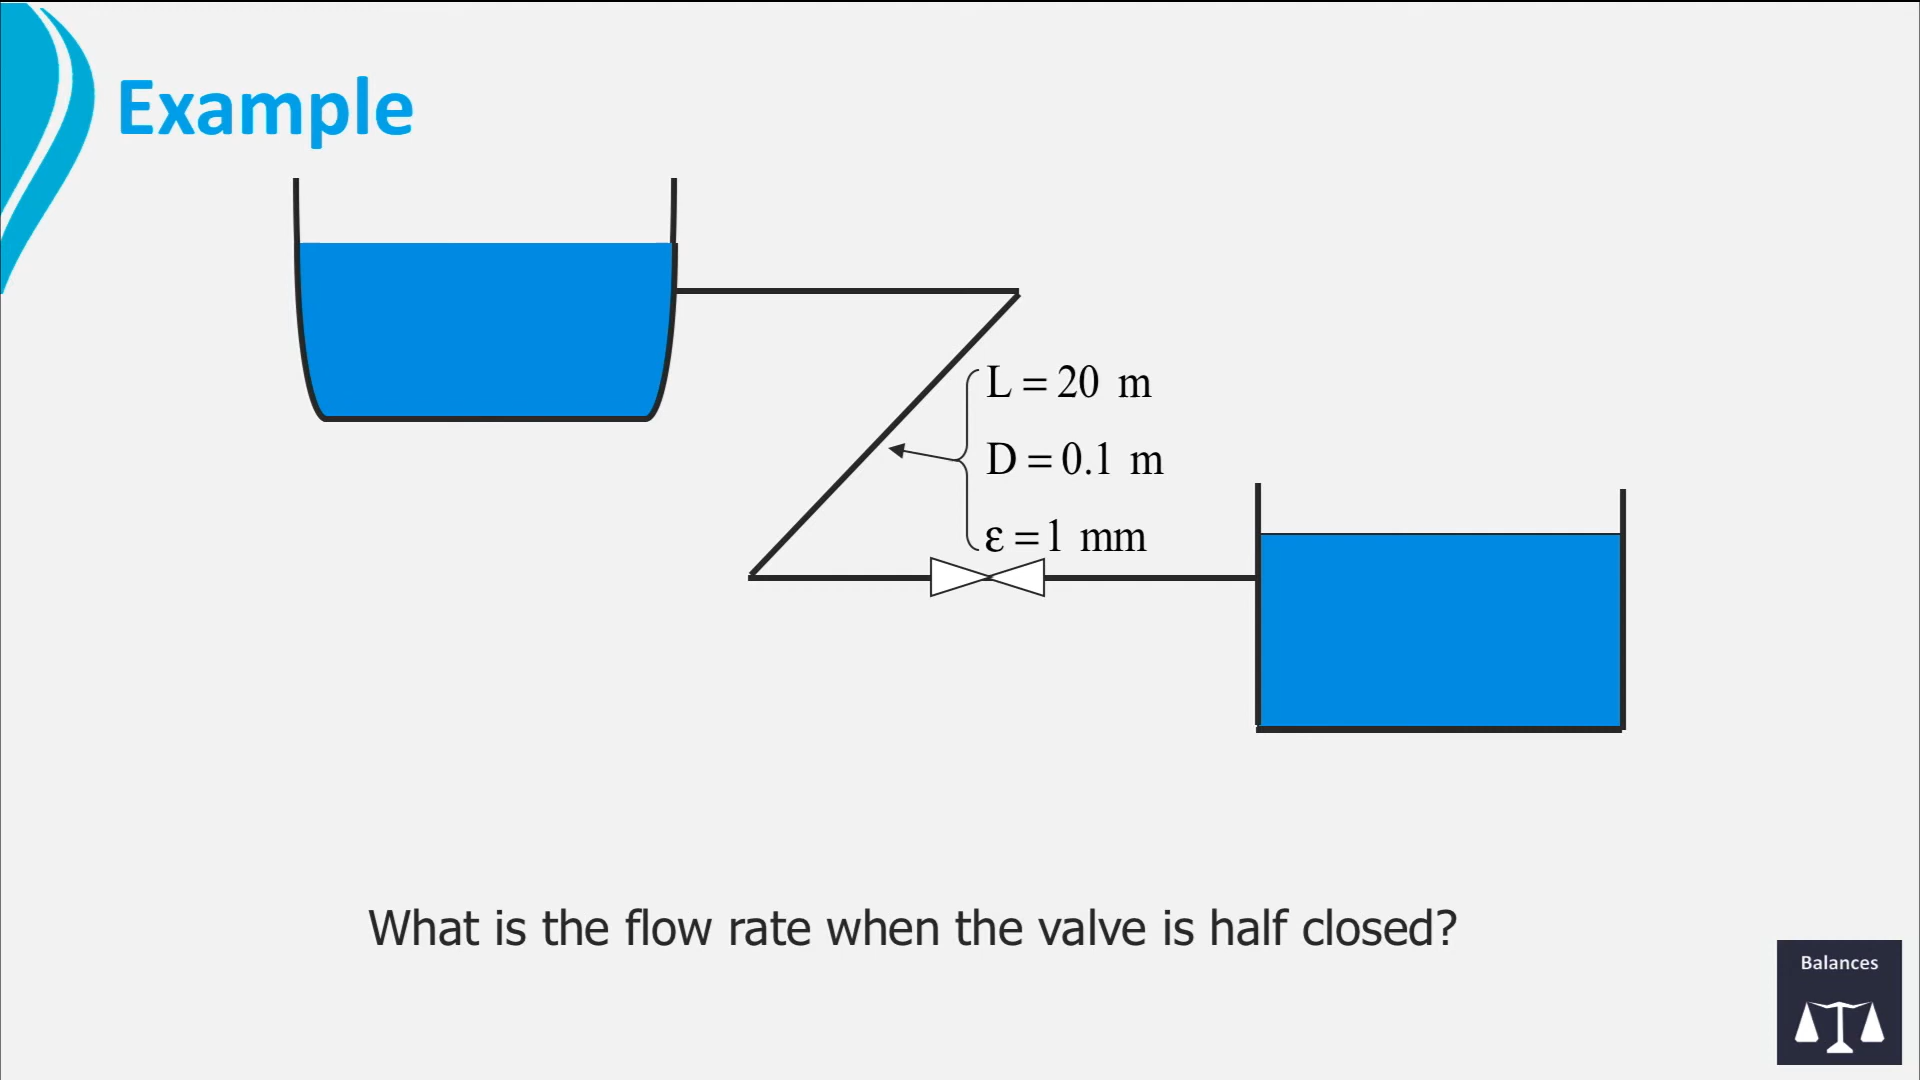 Example
L = 20 m
D = 0.1 m
ε = 1 mm
What is the flow rate when the valve is half closed?
Balances